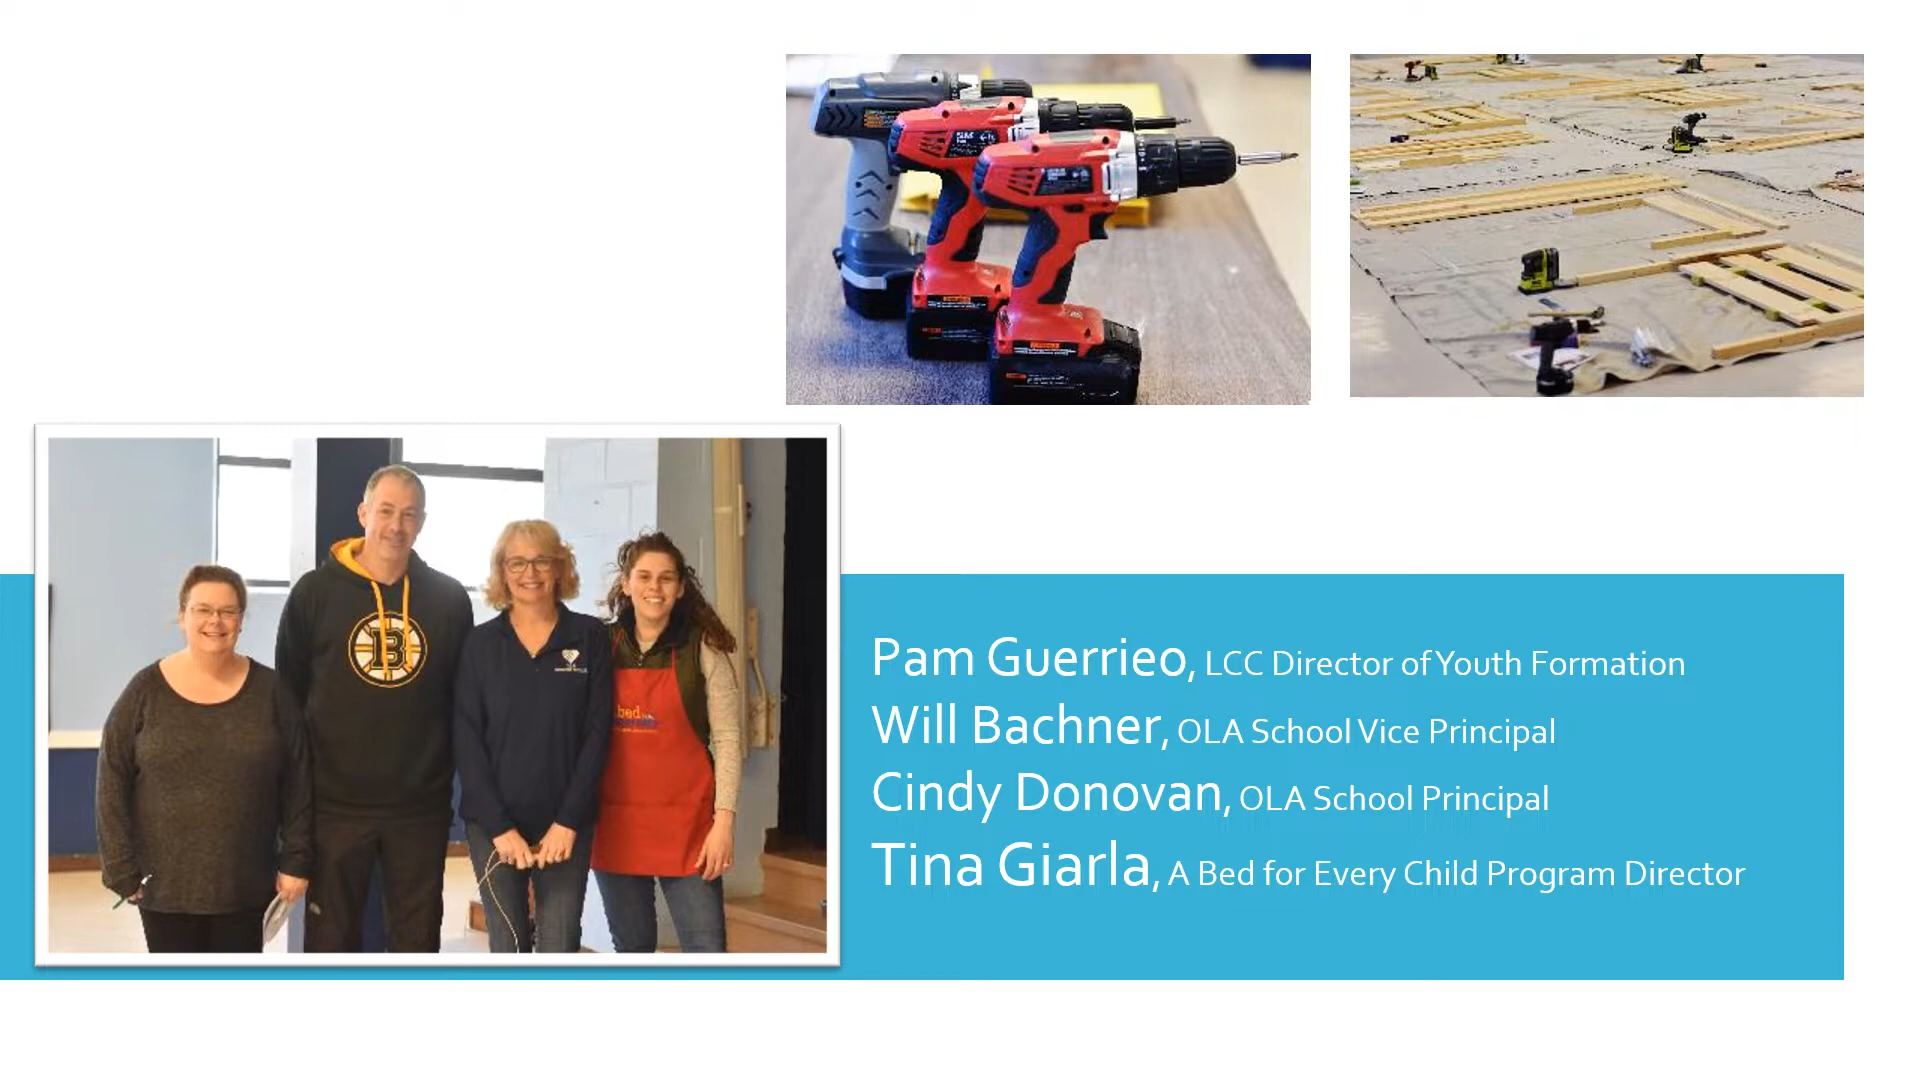 B
bed
Pam Guerrieo, LCC Director of Youth Formation
Will Bachner, OLA School Vice Principal
Cindy Donovan, OLA School Principal
Tina Giarla, A Bed for Every Child Program Director